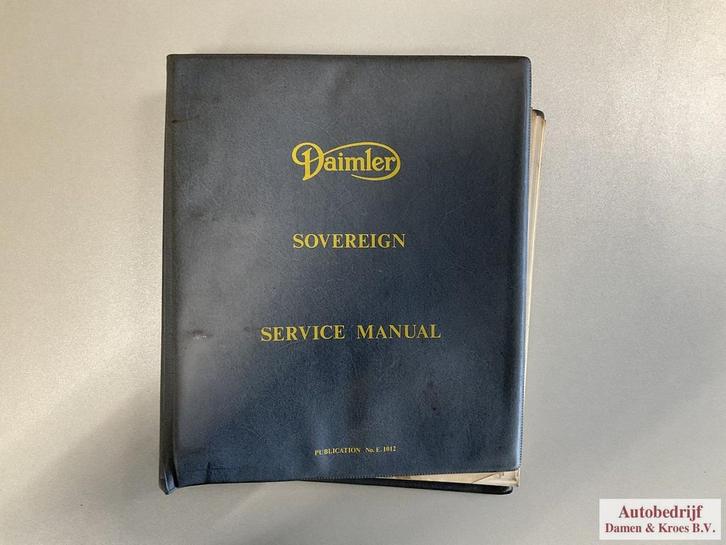 Daimler
SOVEREIGN
SERVICE MANUAL
PUBLICATION No. E. 1012
Autobedrijf
Damen & Kroes B.V.